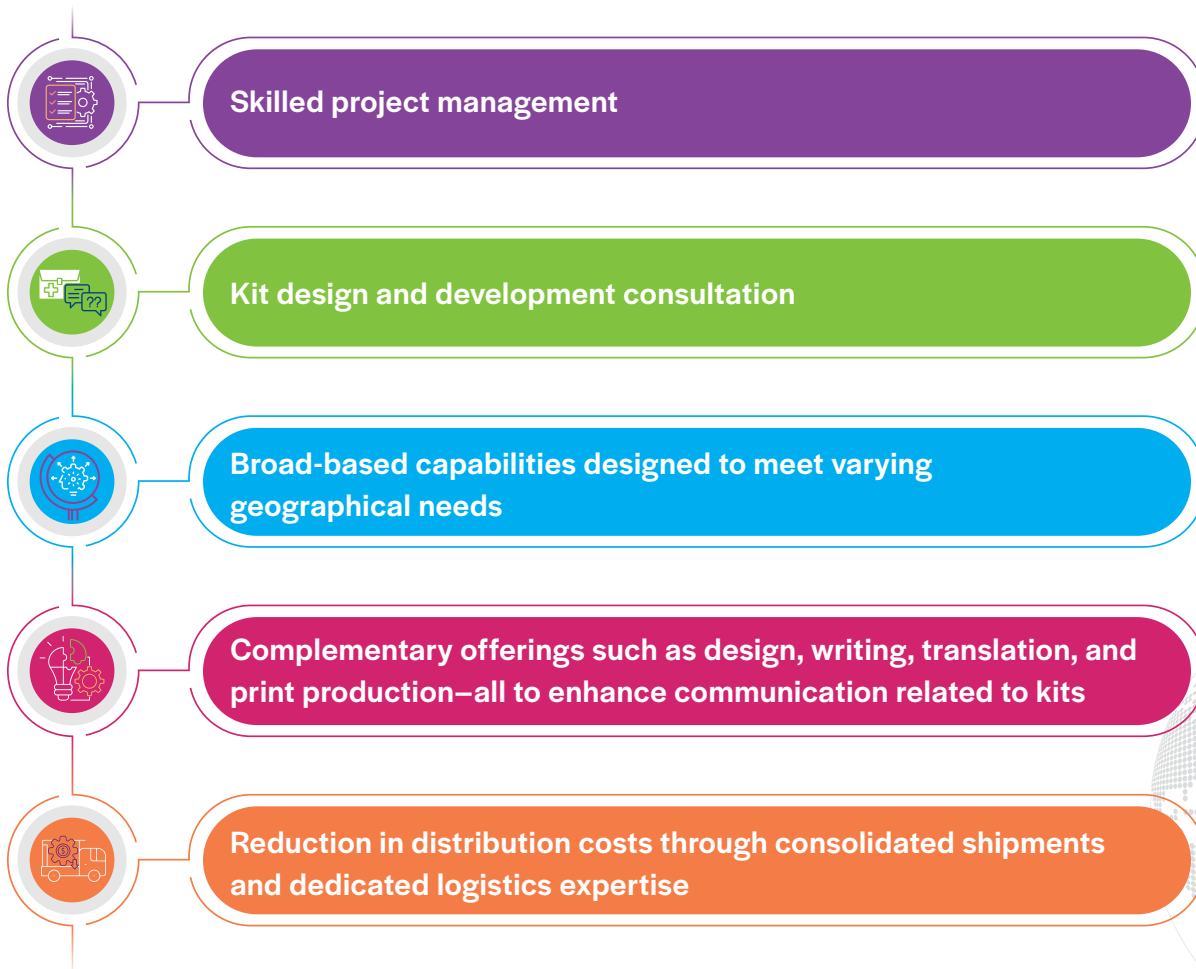 Skilled project management
??
Kit design and development consultation
Broad-based capabilities designed to meet varying
geographical needs
Complementary offerings such as design, writing, translation, and
print production—all to enhance communication related to kits
$
Reduction in distribution costs through consolidated shipments
and dedicated logistics expertise